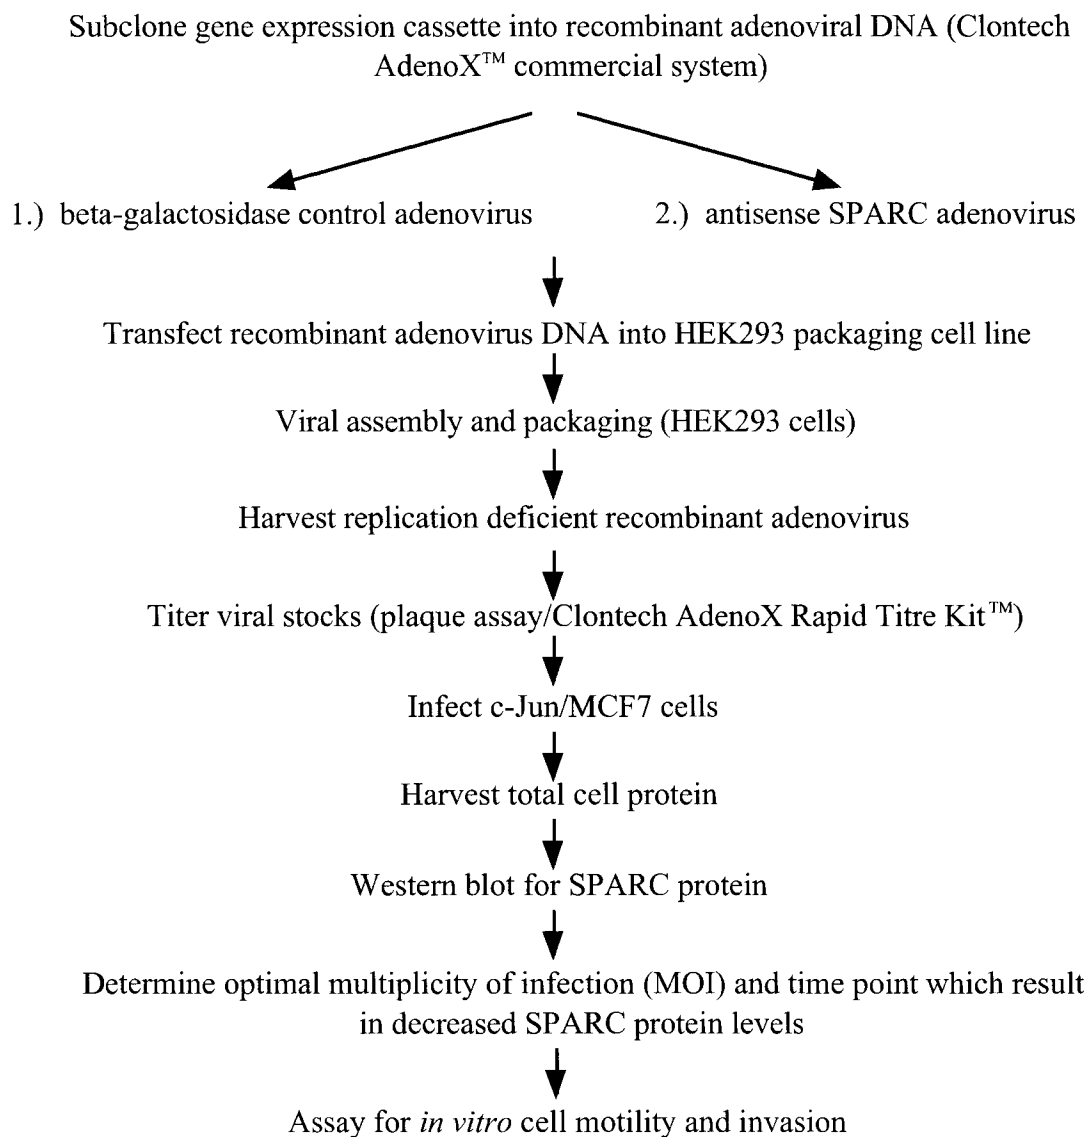 Subclone gene expression cassette into recombinant adenoviral DNA (Clontech
AdenoX™ commercial system)
1.) beta-galactosidase control adenovirus
2.) antisense SPARC adenovirus
Transfect recombinant adenovirus DNA into HEK293 packaging cell line
Viral assembly and packaging (HEK293 cells)
Harvest replication deficient recombinant adenovirus
Titer viral stocks (plaque assay/Clontech AdenoX Rapid Titre Kit™)
Infect c-Jun/MCF7 cells
Harvest total cell protein
Western blot for SPARC protein
Determine optimal multiplicity of infection (MOI) and time point which result
in decreased SPARC protein levels
Assay for in vitro cell motility and invasion